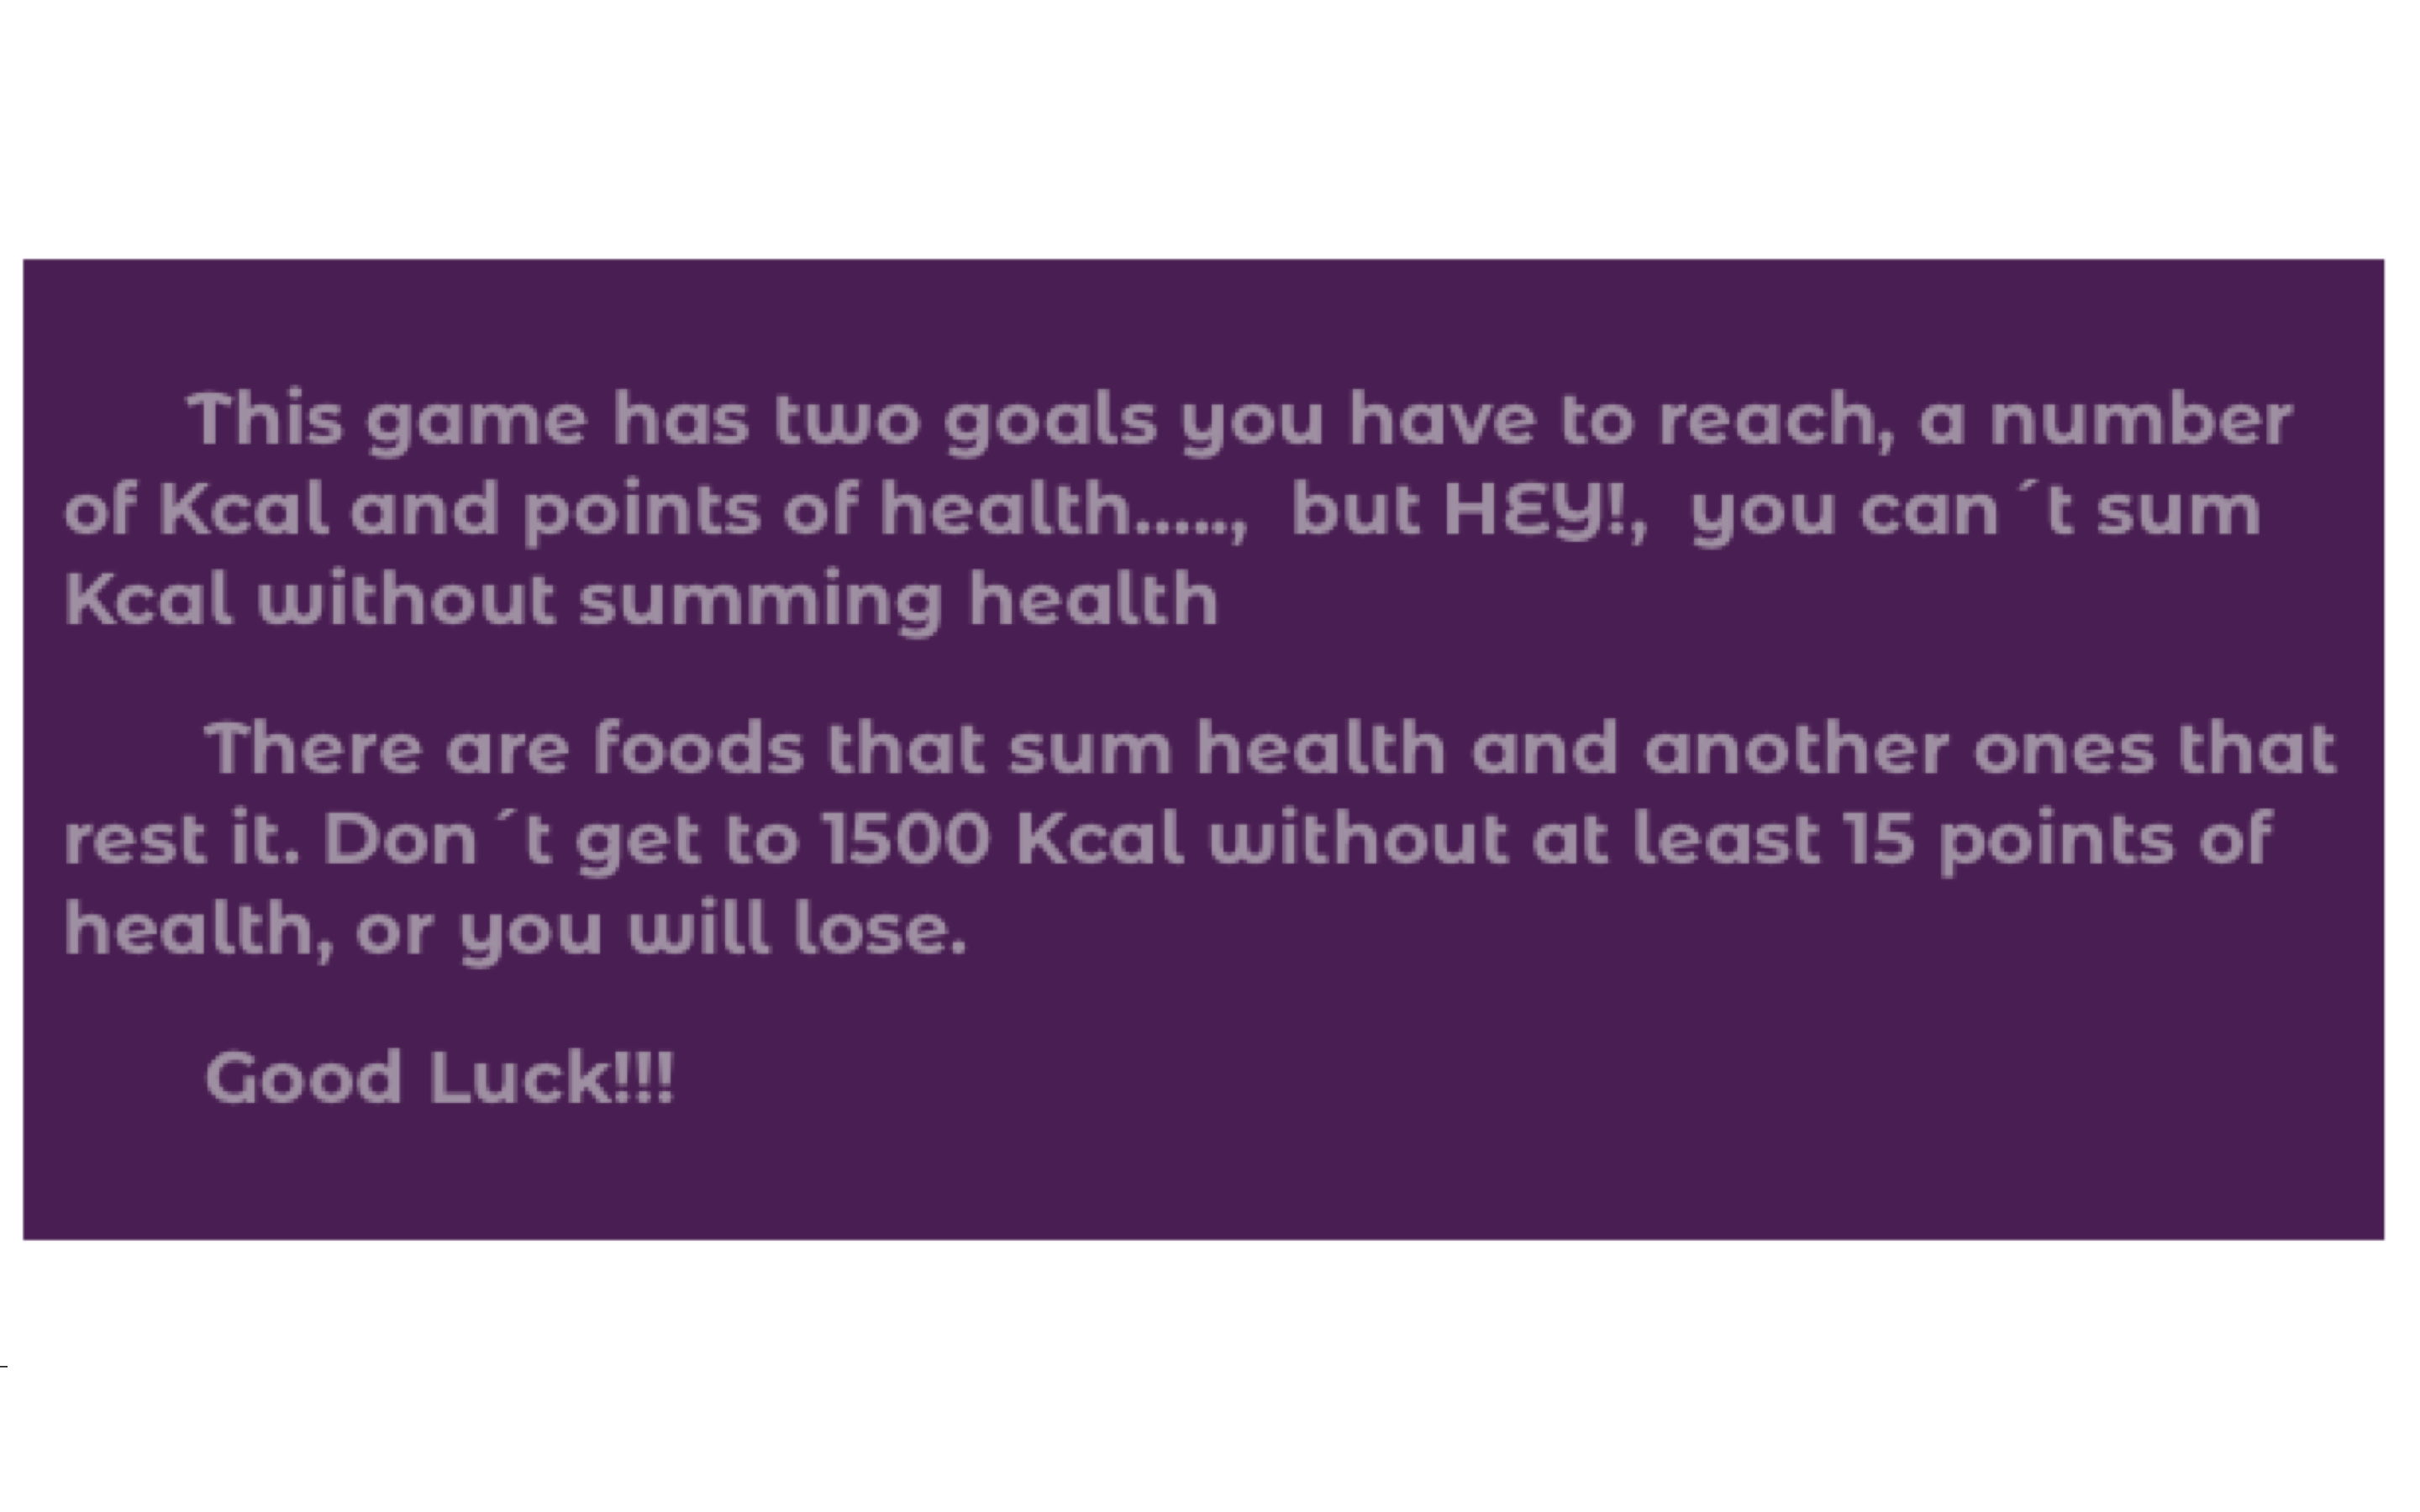 This game has two goals you have to reach, a number
of Kcal and points of health....., but HEY!, you can´t sum
Kcal without summing health
There are foods that sum health and another ones that
rest it. Don´t get to 1500 Kcal without at least 15 points of
health, or you will lose.
Good Luck!!!